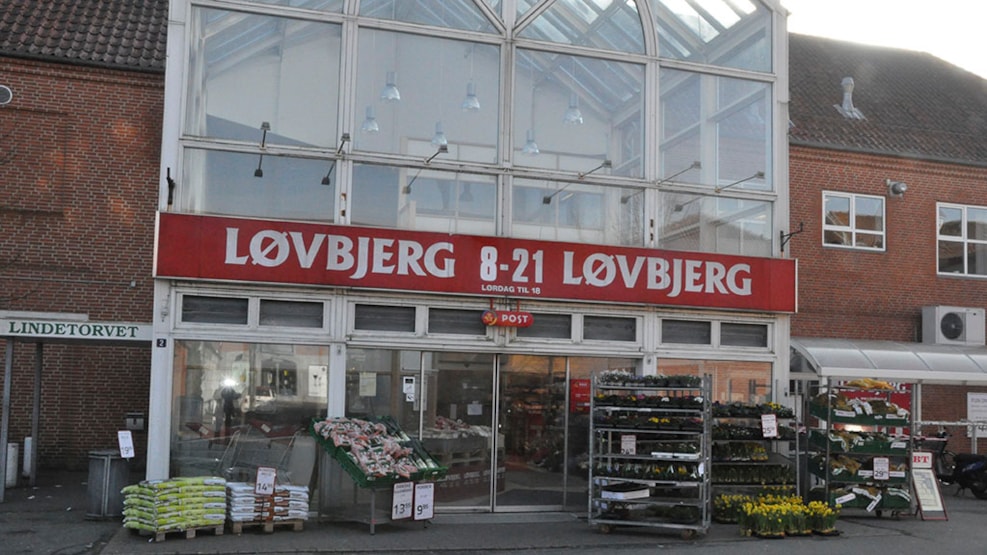 LØVBJERG 8-21 LØVBJERG
LØRDAG TIL 18
POST
LINDETORVET
2